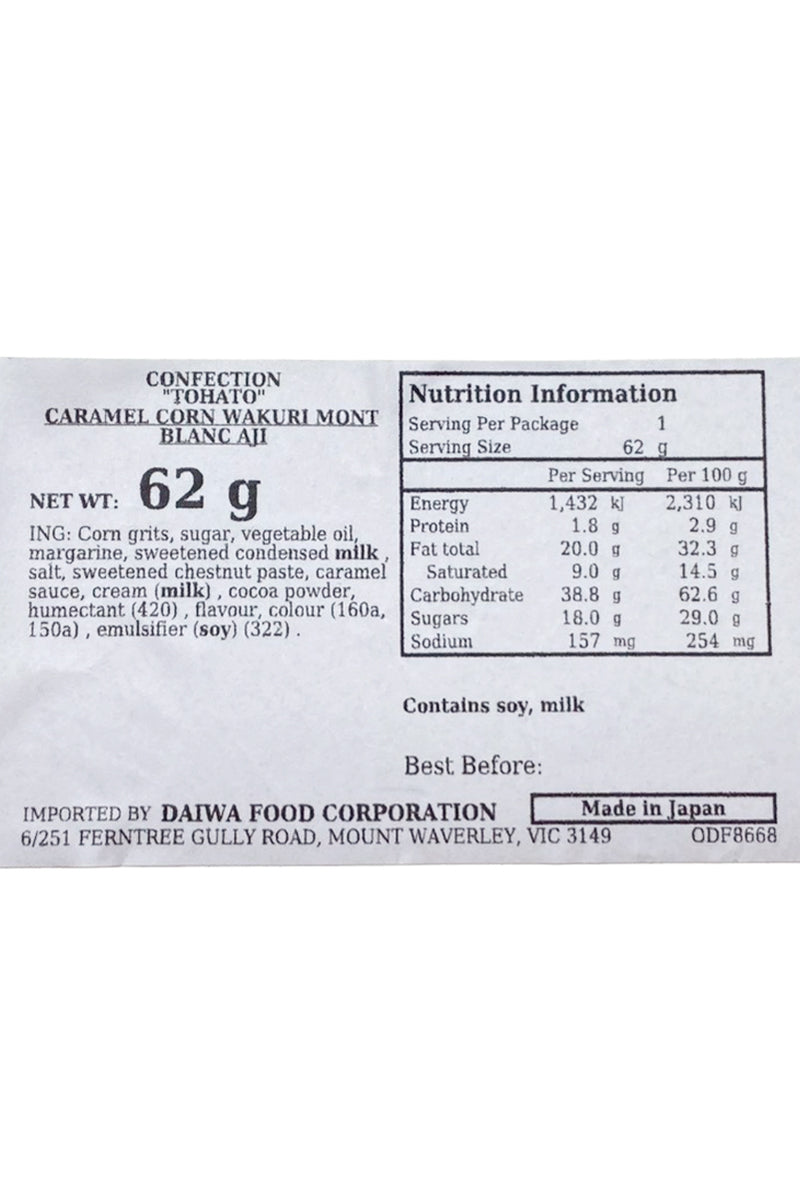 CONFECTION
"TOHATO"
CARAMEL CORN WAKURI MONT
BLANC AJI
NET WT: 62 g
ING: Corn grits, sugar, vegetable oil,
margarine, sweetened condensed milk ,
salt, sweetened chestnut paste, caramel
sauce, cream (milk) , cocoa powder,
humectant (420) , flavour, colour (160a,
150a) , emulsifier (soy) (322) .
Nutrition Information
Serving Per Package 1
Serving Size 62 g
Per Serving Per 100 g
Energy 1,432 kJ 2,310 kJ
Protein 1.8 g 2.9 g
Fat total 20.0 g 32.3 g
Saturated 9.0 g 14.5 g
Carbohydrate 38.8 g 62.6 g
Sugars 18.0 g 29.0 g
Sodium 157 mg 254 mg
Contains soy, milk
Best Before:
IMPORTED BY DAIWA FOOD CORPORATION Made in Japan
6/251 FERNTREE GULLY ROAD, MOUNT WAVERLEY, VIC 3149 ODF8668